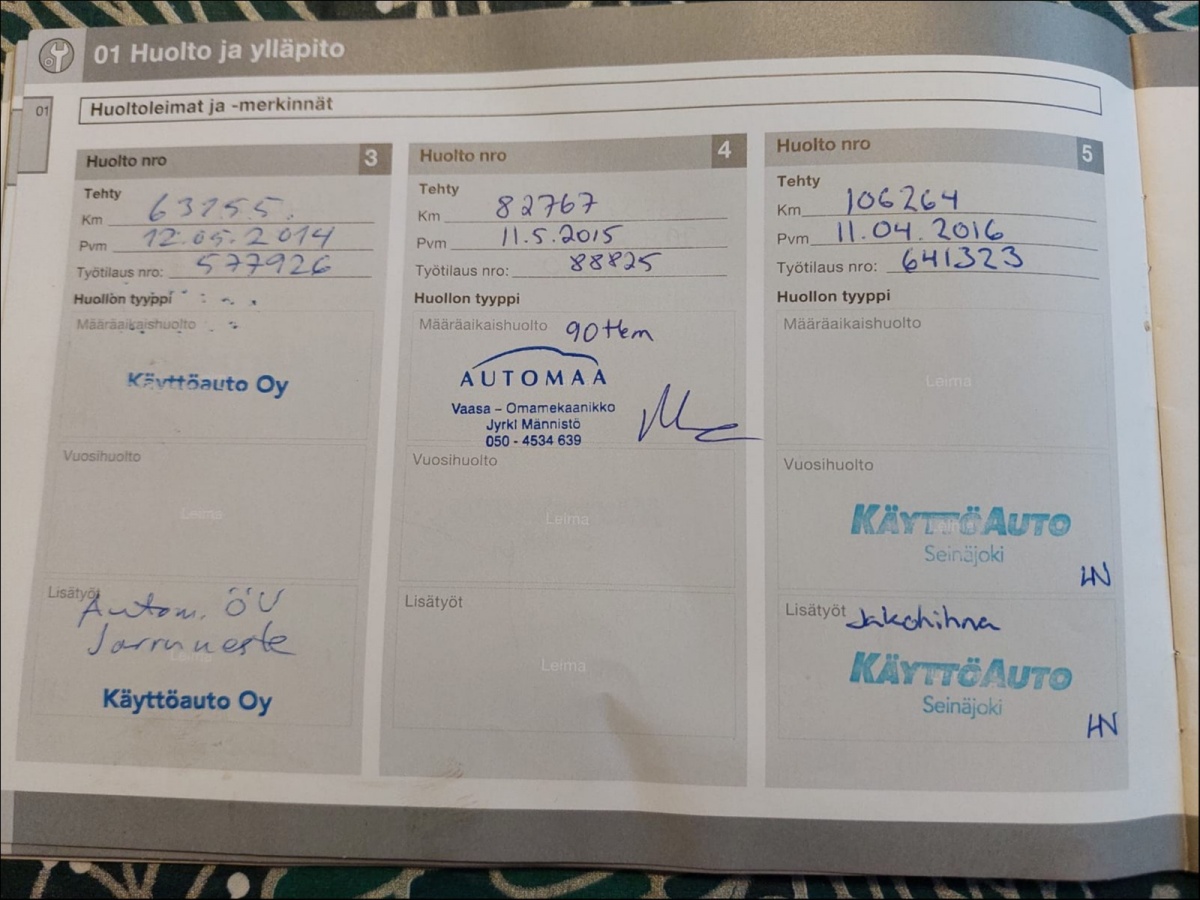 01 Huolto ja ylläpito
01
Huoltoleimat ja -merkinnät
Huolto nro 3
Tehty
Km 63255.
Pvm 12.05.2014
Työtilaus nro: 577926
Huollon tyyppi
Määräaikaishuolto
Käyttöauto Oy
Vuosihuolto
Leima
Lisätyöt
Autom. ÖV
Jarruneste
Leima
Käyttöauto Oy
Huolto nro 4
Tehty
Km 82767
Pvm 11.5.2015
Työtilaus nro: 88825
Huollon tyyppi
Määräaikaishuolto 90tkm
AUTOMAA
Vaasa – Omamekaanikko
Jyrki Männistö
050 - 4534 639
Vuosihuolto
Leima
Lisätyöt
Leima
Huolto nro 5
Tehty
Km 106264
Pvm 11.04.2016
Työtilaus nro: 641323
Huollon tyyppi
Määräaikaishuolto
Leima
Vuosihuolto
KÄYTTÖAUTO
Leima
Seinäjoki
HN
Lisätyöt Jakohihna
KÄYTTÖAUTO
Seinäjoki
HN